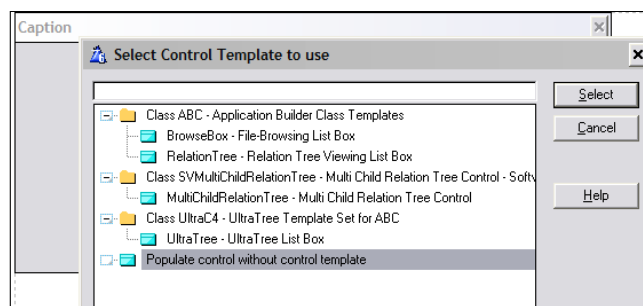 Caption
Select Control Template to use
Select
Class ABC - Application Builder Class Templates
BrowseBox - File-Browsing List Box
Cancel
RelationTree - Relation Tree Viewing List Box
Class SVMultiChildRelationTree - Multi Child Relation Tree Control - Softv
MultiChildRelationTree - Multi Child Relation Tree Control
Help
Class UltraC4 - UltraTree Template Set for ABC
UltraTree - UltraTree List Box
Populate control without control template